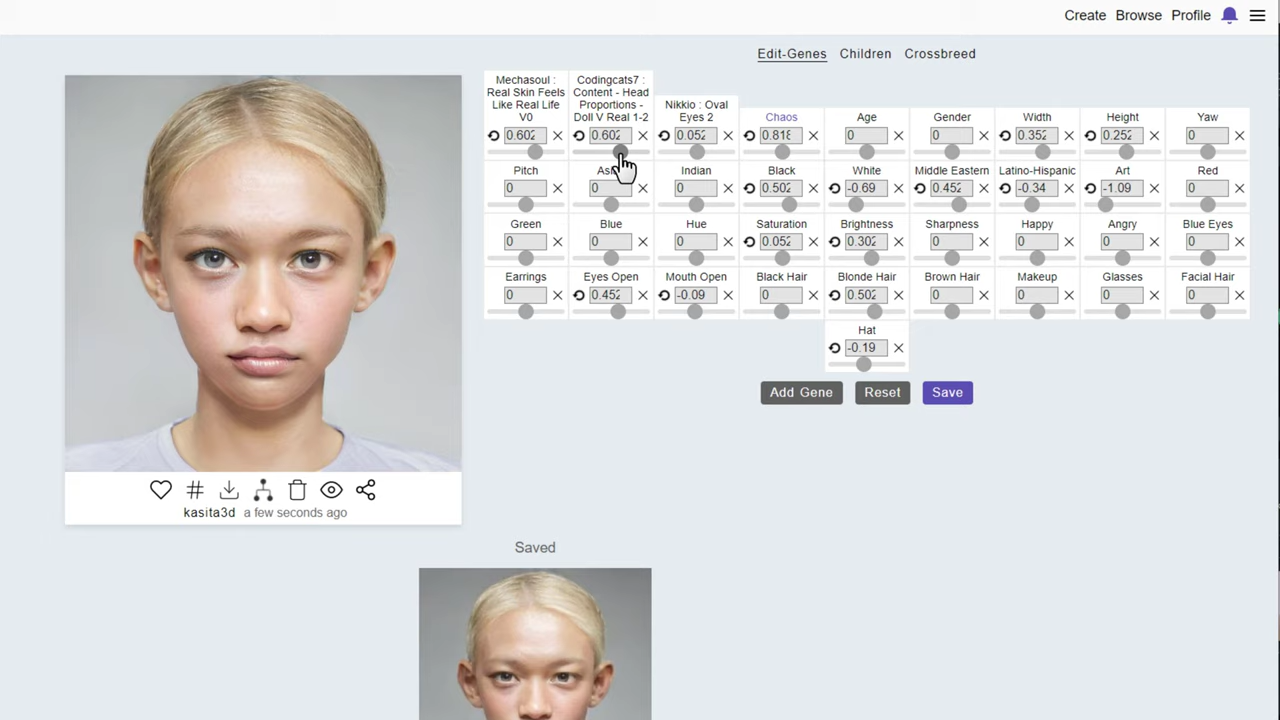 Create Browse Profile
Edit-Genes Children Crossbreed
Mechasoul :
Real Skin Feels
Like Real Life
V0
0.602
Codingcats7 :
Content - Head
Proportions -
Doll V Real 1-2
0.602
Nikkio : Oval
Eyes 2
0.052
Chaos
0.818
Age
0
Gender
0
Width
0.352
Height
0.252
Yaw
0
Pitch
0
0
Indian
0
Black
0.502
White
-0.69
Middle Eastern
0.452
Latino-Hispanic
-0.34
Art
-1.09
Red
0
Green
0
Blue
0
Hue
0
Saturation
0.052
Brightness
0.302
Sharpness
0
Happy
0
Angry
0
Blue Eyes
0
Earrings
0
Eyes Open
0.452
Mouth Open
-0.09
Black Hair
0
Blonde Hair
0.502
Brown Hair
0
Makeup
0
Glasses
0
Facial Hair
0
Hat
-0.19
Add Gene Reset Save
kasita3d a few seconds ago
Saved